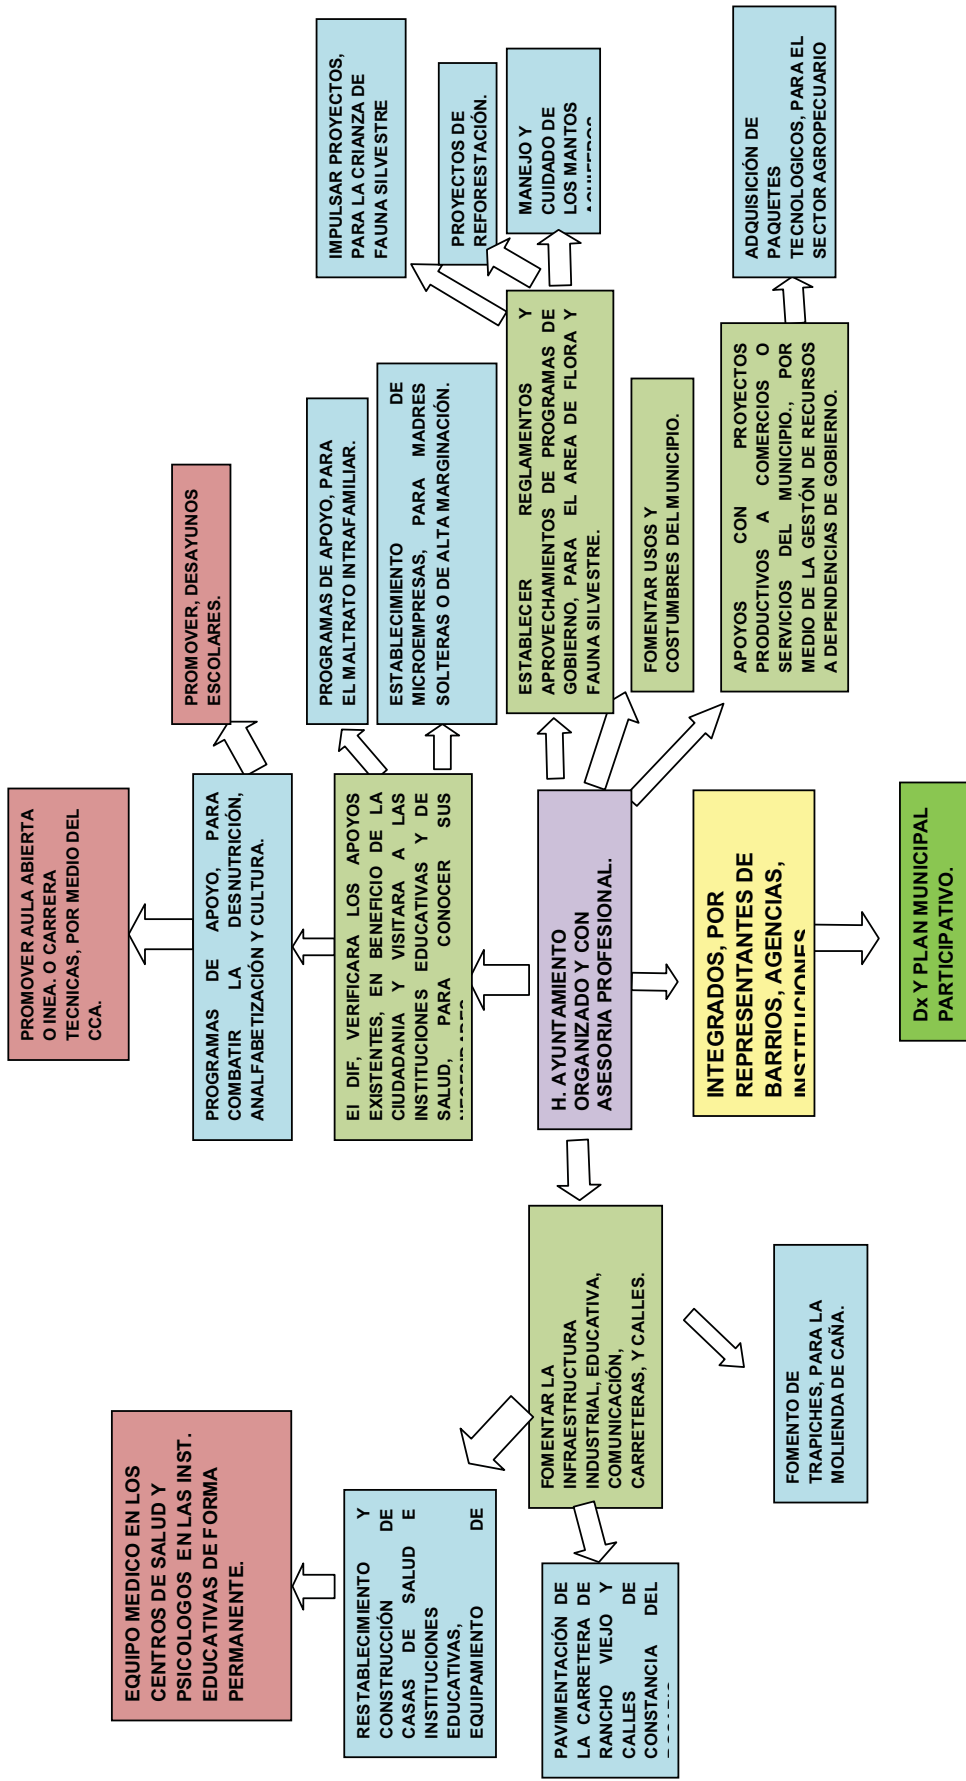 EQUIPO MEDICO EN LOS
CENTROS DE SALUD Y
PSICOLOGOS EN LAS INST.
EDUCATIVAS DE FORMA
PERMANENTE.
PROMOVER AULA ABIERTA
O INEA. O CARRERA
TECNICAS, POR MEDIO DEL
CCA.
PROMOVER, DESAYUNOS
ESCOLARES.
PROGRAMAS DE APOYO, PARA
COMBATIR LA DESNUTRICIÓN,
ANALFABETIZACIÓN Y CULTURA.
IMPULSAR PROYECTOS,
PARA LA CRIANZA DE
FAUNA SILVESTRE
PROGRAMAS DE APOYO, PARA
EL MALTRATO INTRAFAMILIAR.
RESTABLECIMIENTO Y
CONSTRUCCIÓN DE
CASAS DE SALUD E
INSTITUCIONES
EDUCATIVAS,
EQUIPAMIENTO DE
El DIF, VERIFICARA LOS APOYOS
EXISTENTES, EN BENEFICIO DE LA
CIUDADANIA Y VISITARA A LAS
INSTITUCIONES EDUCATIVAS Y DE
SALUD, PARA CONOCER SUS
ESTABLECIMIENTO DE
MICROEMPRESAS, PARA MADRES
SOLTERAS O DE ALTA MARGINACIÓN.
PROYECTOS DE
REFORESTACIÓN.
MANEJO Y
CUIDADO DE
LOS MANTOS
ESTABLECER REGLAMENTOS Y
APROVECHAMIENTOS DE PROGRAMAS DE
GOBIERNO, PARA EL AREA DE FLORA Y
FAUNA SILVESTRE.
PAVIMENTACIÓN DE
LA CARRETERA DE
RANCHO VIEJO Y
CALLES DE
CONSTANCIA DEL
FOMENTAR LA
INFRAESTRUCTURA
INDUSTRIAL, EDUCATIVA,
COMUNICACIÓN,
CARRETERAS, Y CALLES.
H. AYUNTAMIENTO
ORGANIZADO Y CON
ASESORIA PROFESIONAL.
FOMENTAR USOS Y
COSTUMBRES DEL MUNICIPIO.
INTEGRADOS, POR
REPRESENTANTES DE
BARRIOS, AGENCIAS,
INSTITUCIONES
APOYOS CON PROYECTOS
PRODUCTIVOS A COMERCIOS O
SERVICIOS DEL MUNICIPIO., POR
MEDIO DE LA GESTIÓN DE RECURSOS
A DEPENDENCIAS DE GOBIERNO.
ADQUISICIÓN DE
PAQUETES
TECNOLOGICOS, PARA EL
SECTOR AGROPECUARIO
FOMENTO DE
TRAPICHES, PARA LA
MOLIENDA DE CAÑA.
Dx Y PLAN MUNICIPAL
PARTICIPATIVO.